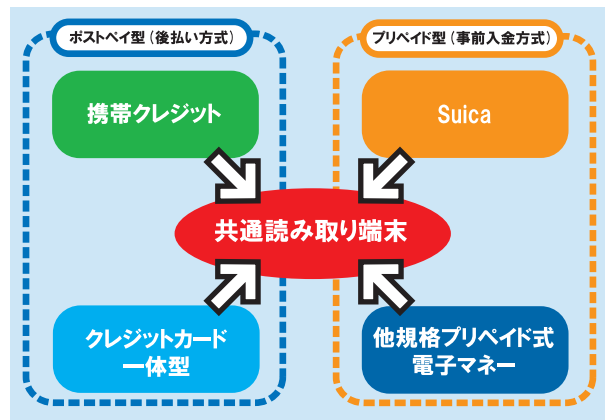 ポストペイ型（後払い方式）
プリペイド型（事前入金方式）
携帯クレジット
Suica
共通読み取り端末
クレジットカード
一体型
他規格プリペイド式
電子マネー